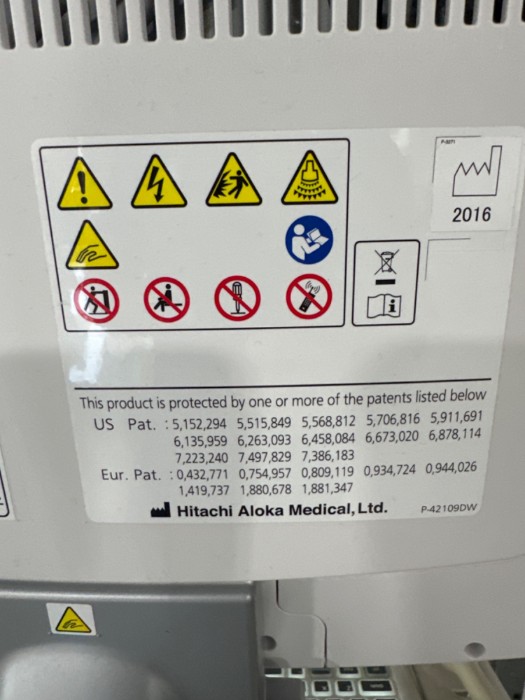 2016
This product is protected by one or more of the patents listed below
US Pat. : 5,152,294 5,515,849 5,568,812 5,706,816 5,911,691
6,135,959 6,263,093 6,458,084 6,673,020 6,878,114
7,223,240 7,497,829 7,386,183
Eur. Pat. : 0,432,771 0,754,957 0,809,119 0,934,724 0,944,026
1,419,737 1,880,678 1,881,347
Hitachi Aloka Medical, Ltd. P-42109DW